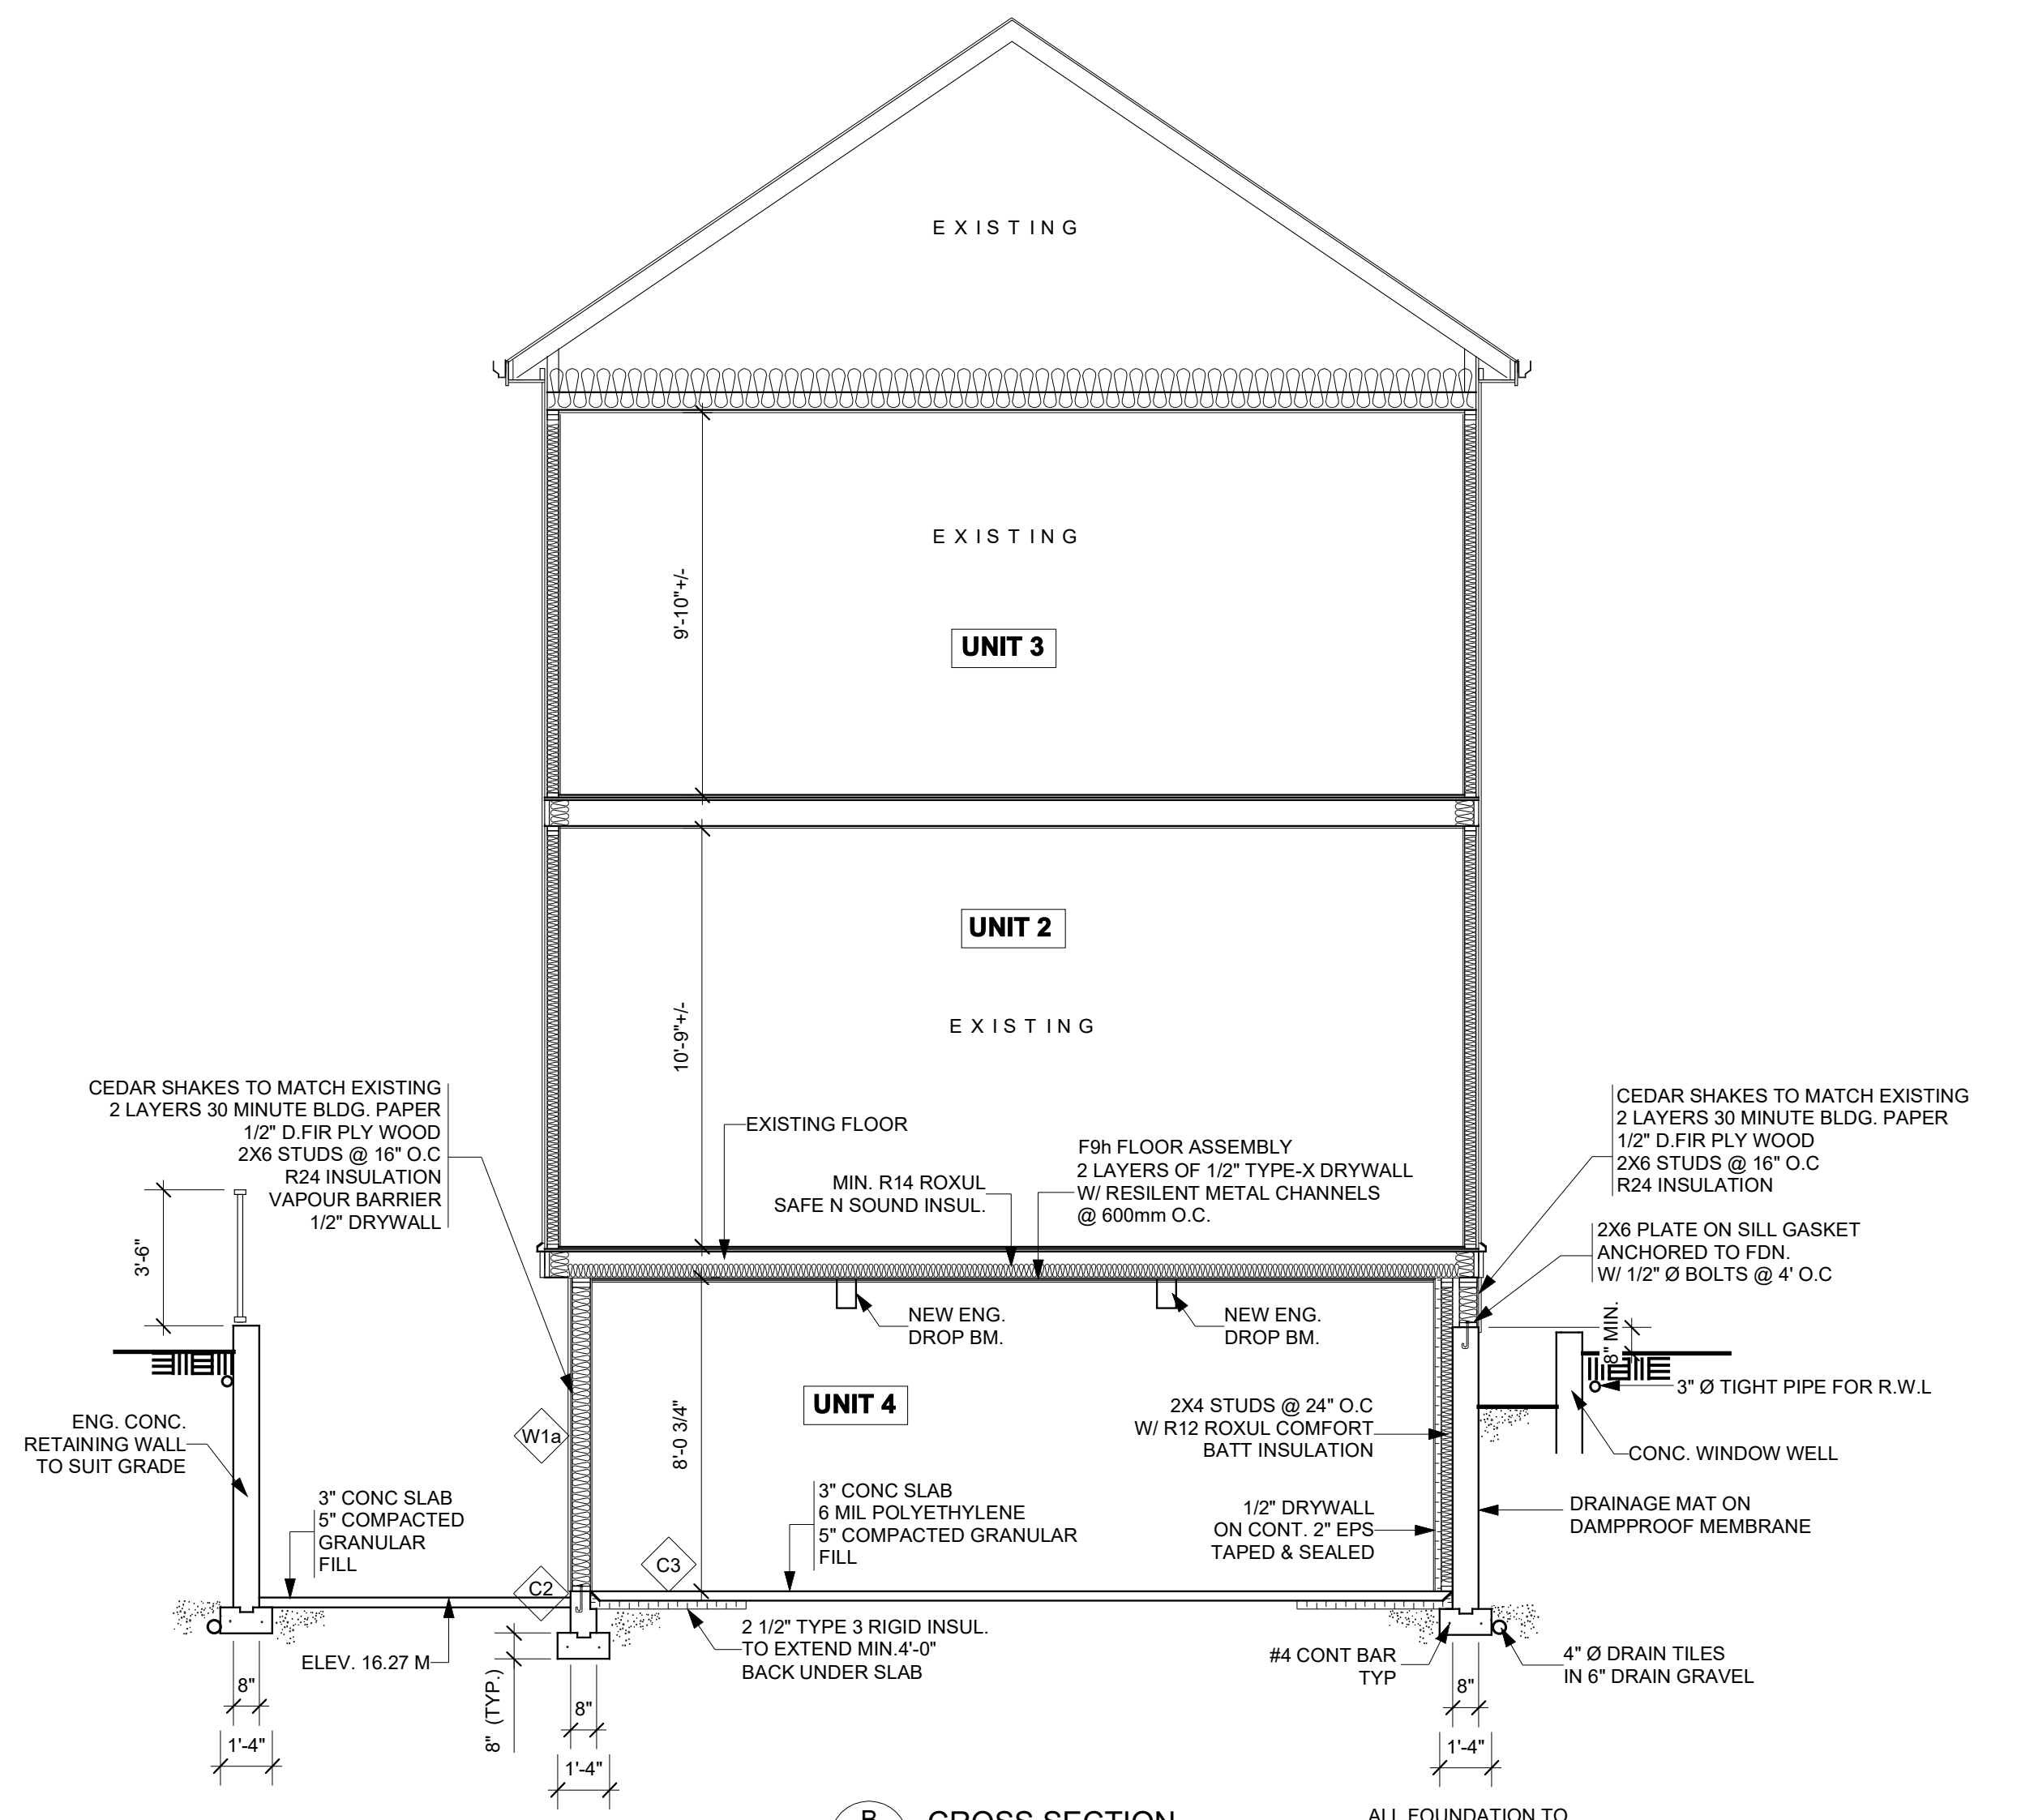 EXISTING
EXISTING
9'-10"+/-
UNIT 3
UNIT 2
EXISTING
10'-9"+/-
CEDAR SHAKES TO MATCH EXISTING
2 LAYERS 30 MINUTE BLDG. PAPER
1/2" D.FIR PLY WOOD
2X6 STUDS @ 16" O.C
R24 INSULATION
VAPOUR BARRIER
1/2" DRYWALL
EXISTING FLOOR
MIN. R14 ROXUL
SAFE N SOUND INSUL.
F9h FLOOR ASSEMBLY
2 LAYERS OF 1/2" TYPE-X DRYWALL
W/ RESILENT METAL CHANNELS
@ 600mm O.C.
CEDAR SHAKES TO MATCH EXISTING
2 LAYERS 30 MINUTE BLDG. PAPER
1/2" D.FIR PLY WOOD
2X6 STUDS @ 16" O.C
R24 INSULATION
2X6 PLATE ON SILL GASKET
ANCHORED TO FDN.
W/ 1/2" Ø BOLTS @ 4' O.C
3'-6"
NEW ENG.
DROP BM.
NEW ENG.
DROP BM.
8" MIN.
3" Ø TIGHT PIPE FOR R.W.L
UNIT 4
8'-0 3/4"
2X4 STUDS @ 24" O.C
W/ R12 ROXUL COMFORT
BATT INSULATION
CONC. WINDOW WELL
ENG. CONC.
RETAINING WALL
TO SUIT GRADE
W1a
3" CONC SLAB
5" COMPACTED
GRANULAR
FILL
3" CONC SLAB
6 MIL POLYETHYLENE
5" COMPACTED GRANULAR
FILL
1/2" DRYWALL
ON CONT. 2" EPS
TAPED & SEALED
DRAINAGE MAT ON
DAMPPROOF MEMBRANE
C2
C3
2 1/2" TYPE 3 RIGID INSUL.
TO EXTEND MIN.4'-0"
BACK UNDER SLAB
ELEV. 16.27 M
#4 CONT BAR
TYP
4" Ø DRAIN TILES
IN 6" DRAIN GRAVEL
8"
1'-4"
8" (TYP.)
8"
1'-4"
8"
1'-4"
B
CROSS SECTION
ALL FOUNDATION TO